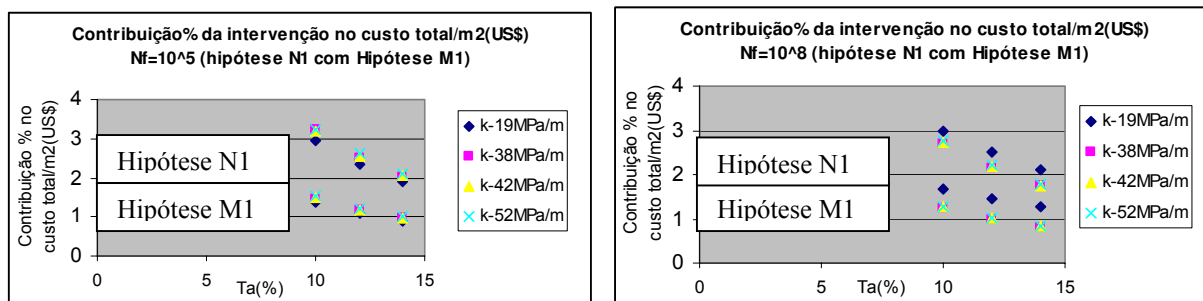 Contribuição% da intervenção no custo total/m2(US$)
Nf=10^5 (hipótese N1 com Hipótese M1)
Contribuição % no
custo total/m2(US$)
4
3
2
1
0
Hipótese N1
Hipótese M1
0
5
10
15
Ta(%)
k-19MPa/m
k-38MPa/m
k-42MPa/m
k-52MPa/m
Contribuição% da intervenção no custo total/m2(US$)
Nf=10^8 (hipótese N1 com Hipótese M1)
Contribuição % no
custo total/m2(US$)
4
3
2
1
0
Hipótese N1
Hipótese M1
0
5
10
15
Ta(%)
k-19MPa/m
k-38MPa/m
k-42MPa/m
k-52MPa/m